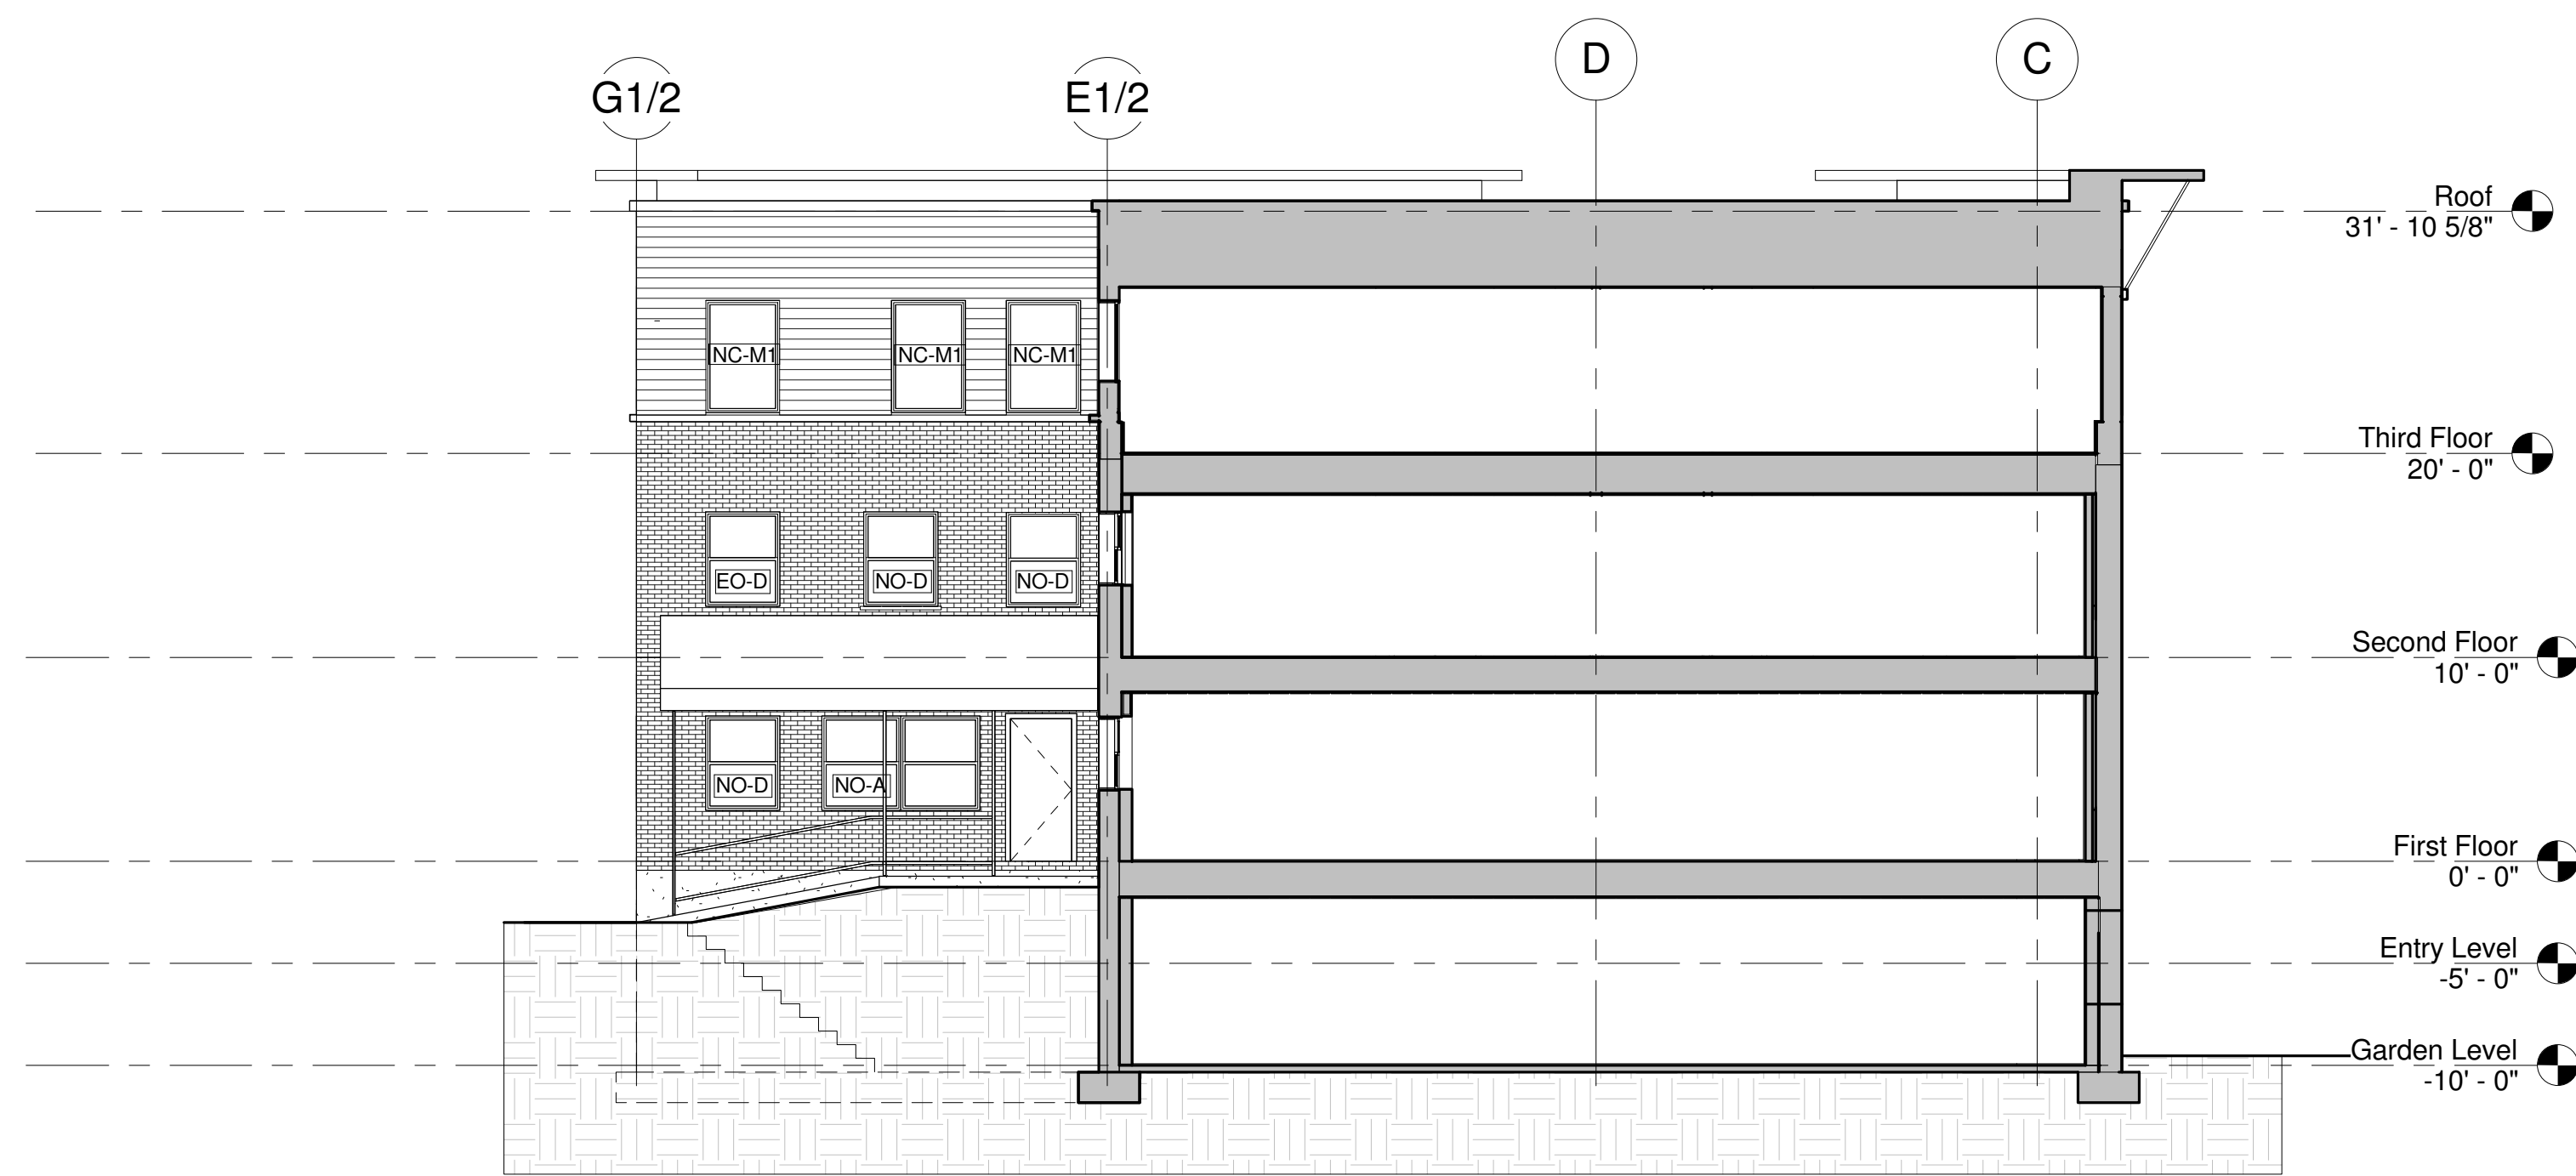 G1/2
E1/2
D
C
Roof
31' - 10 5/8"
NC-M1
NC-M1
NC-M1
Third Floor
20' - 0"
EO-D
NO-D
NO-D
Second Floor
10' - 0"
NO-D
NO-A
First Floor
0' - 0"
Entry Level
-5' - 0"
Garden Level
-10' - 0"